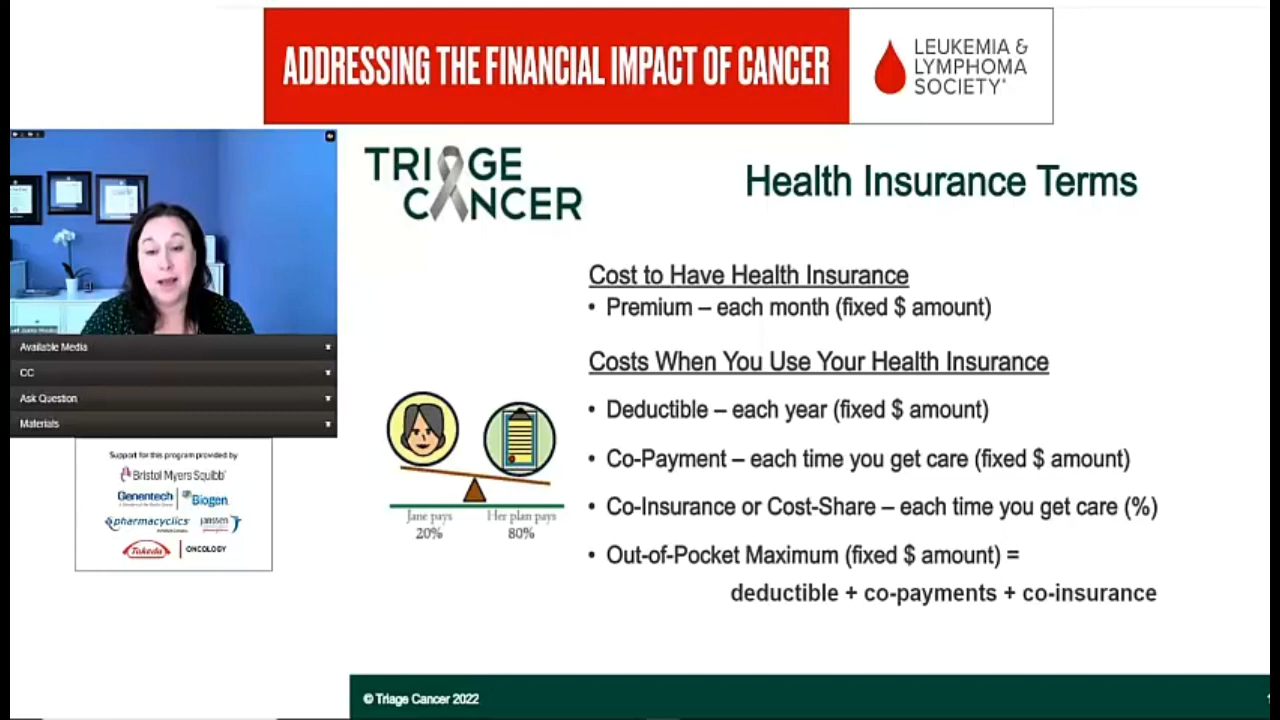 ADDRESSING THE FINANCIAL IMPACT OF CANCER
LEUKEMIA &
LYMPHOMA
SOCIETY®
TRIAGE
CANCER
Health Insurance Terms
Cost to Have Health Insurance
• Premium – each month (fixed $ amount)
Costs When You Use Your Health Insurance
• Deductible – each year (fixed $ amount)
• Co-Payment – each time you get care (fixed $ amount)
• Co-Insurance or Cost-Share – each time you get care (%)
• Out-of-Pocket Maximum (fixed $ amount) =
deductible + co-payments + co-insurance
Jane pays
20%
Her plan pays
80%
Available Media
CC
Ask Question
Materials
Support for this program provided by
Bristol Myers Squibb
Genentech
Biogen
pharmacyclics
janssen
Takeda
ONCOLOGY
© Triage Cancer 2022